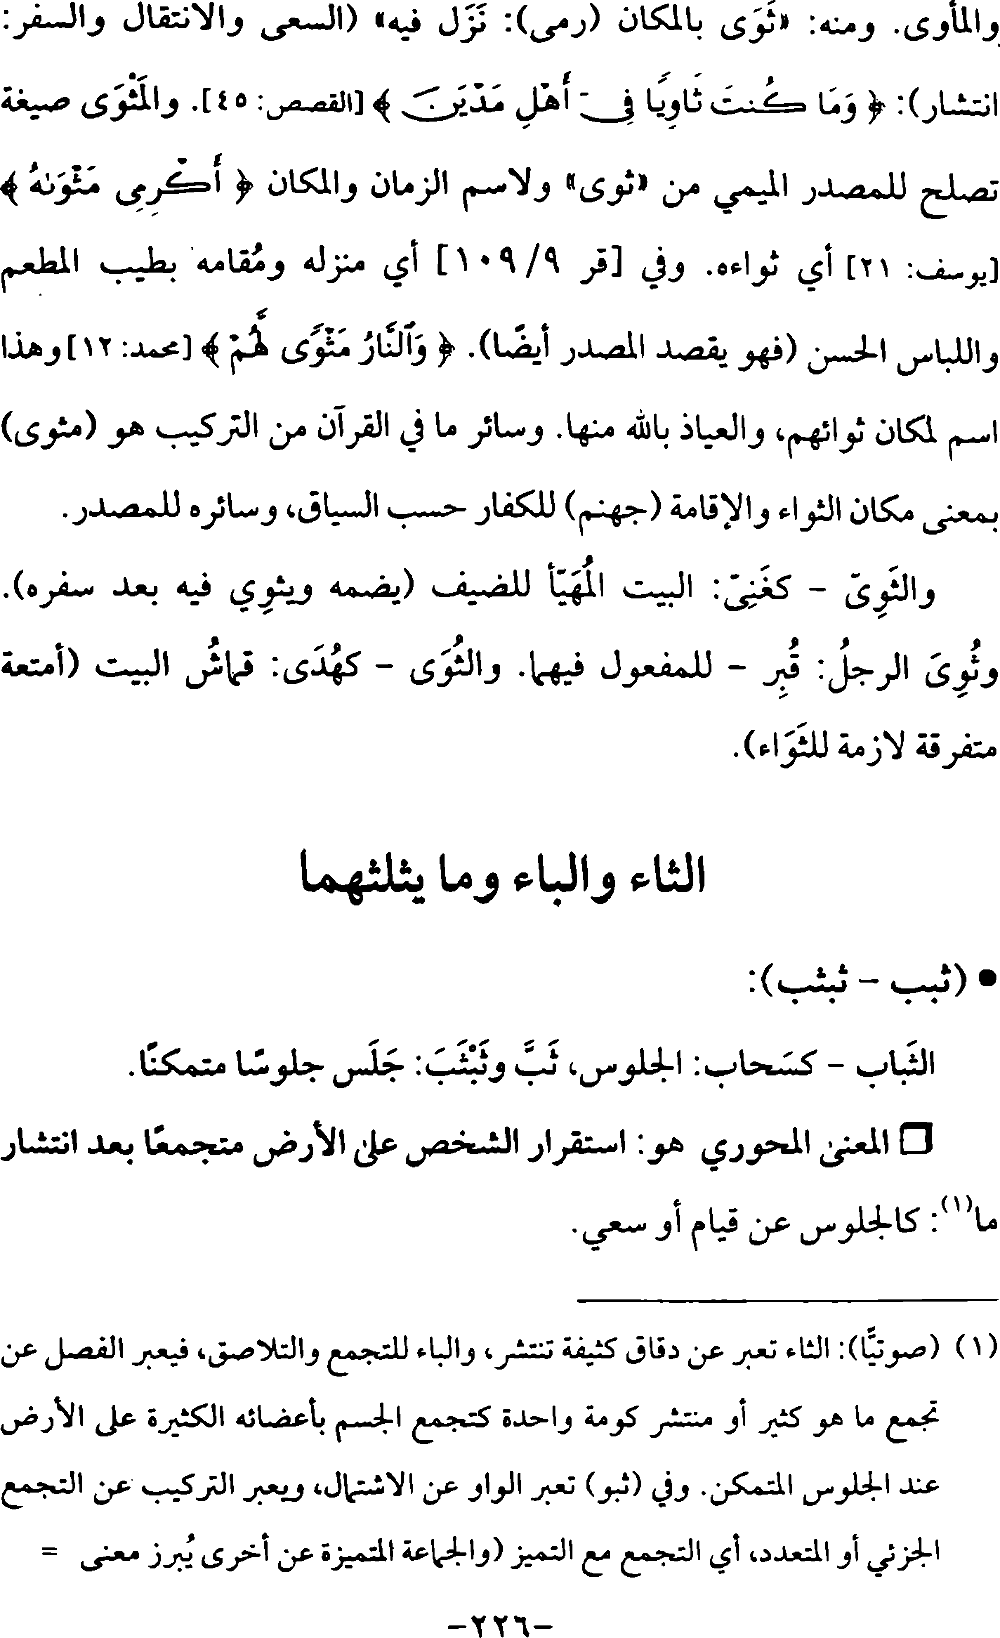 والمأوى. ومنه: «ثَوَى بالمكان (رمى): نَزَل فيه» (السعى والانتقال والسفر:
انتشار): ﴿ وَمَا كُنتَ ثَاوِيًا فِىٓ أَهْلِ مَدْيَنَ ﴾ [القصص: ٤٥]. والمَثْوَى صيغة
تصلح للمصدر الميمي من «ثوى» ولاسم الزمان والمكان ﴿ أَكْرِمِى مَثْوَىٰهُ ﴾
[يوسف: ٢١] أي ثواءه. وفي [قر ٩/ ١٠٩] أي منزله ومُقامه بطيب المطعم
واللباس الحسن (فهو يقصد المصدر أيضًا). ﴿ وَٱلنَّارُ مَثْوًى لَّهُمْ ﴾ [محمد: ١٢] وهذا
اسم لمكان ثوائهم، والعياذ بالله منها. وسائر ما في القرآن من التركيب هو (مثوى)
بمعنى مكان الثواء والإقامة (جهنم) للكفار حسب السياق، وسائره للمصدر.
والثَوِىّ – كغَنِىّ: البيت المُهَيّأ للضيف (يضمه ويثوِي فيه بعد سفره).
وثُوِىَ الرجلُ: قُبِر – للمفعول فيهما. والثُوَى – كهُدَى: قماشُ البيت (أمتعة
متفرقة لازمة للثَوَاء).
الثاء والباء وما يثلثهما
● (ثبب – ثبثب):
الثَباب – كسَحاب: الجلوس، ثَبَّ وثَبْثَبَ: جَلَس جلوسًا متمكنًا.
□ المعنى المحوري هو: استقرار الشخص على الأرض متجمعًا بعد انتشار
ما(١): كالجلوس عن قيام أو سعي.
(١) (صوتيًّا): الثاء تعبر عن دقاق كثيفة تنتشر، والباء للتجمع والتلاصق، فيعبر الفصل عن
تجمع ما هو كثير أو منتشر كومة واحدة كتجمع الجسم بأعضائه الكثيرة على الأرض
عند الجلوس المتمكن. وفي (ثبو) تعبر الواو عن الاشتمال، ويعبر التركيب عن التجمع
الجزئي أو المتعدد، أي التجمع مع التميز (والجماعة المتميزة عن أخرى يُبرز معنى =
-٢٢٦-